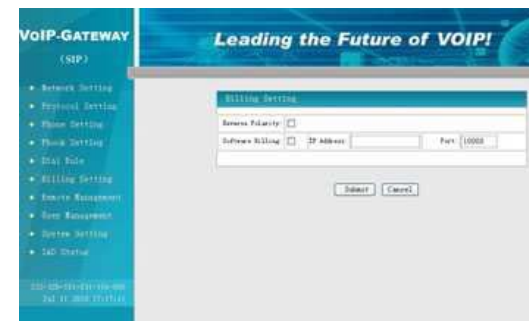 VOIP-GATEWAY
(SIP)
Leading the Future of VOIP!
Network Setting
Protocol Setting
Phone Setting
Phone Setting
Dial Rule
Billing Setting
Remote Management
User Management
System Setting
IAD Status
Billing Setting
Reverse Polarity
Software Billing IP Address Port
Submit Cancel